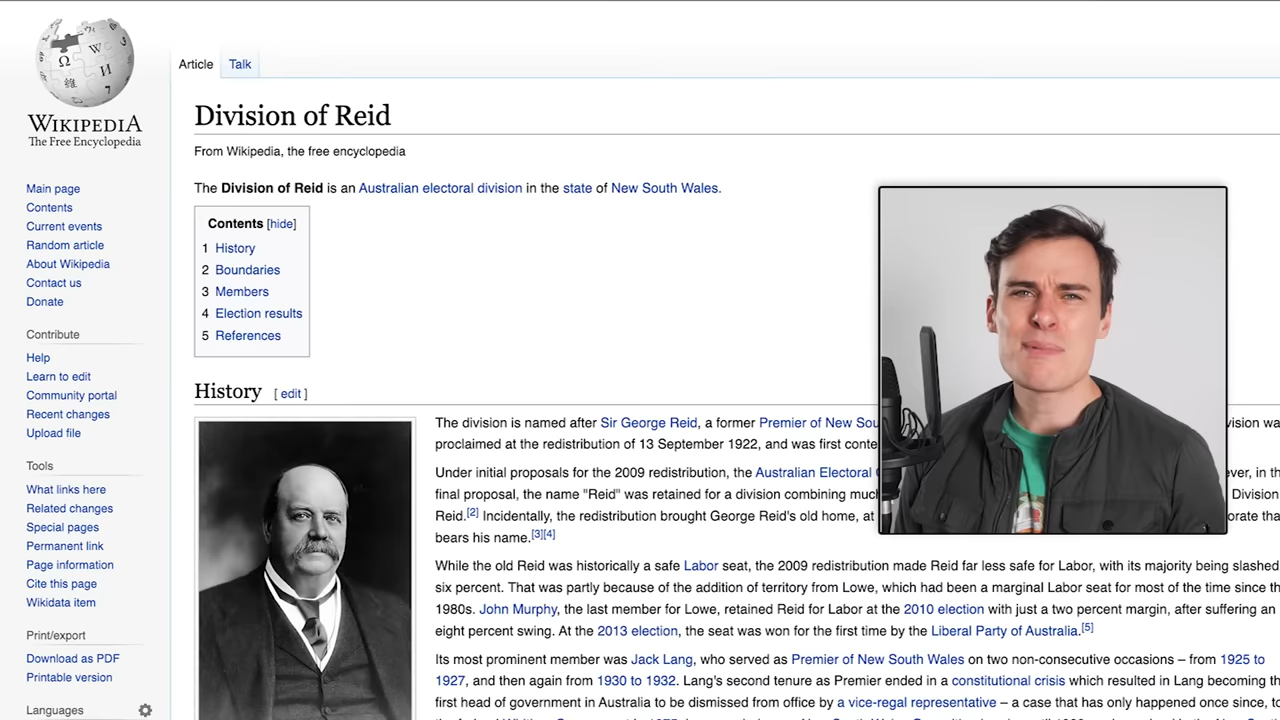 WIKIPEDIA
The Free Encyclopedia
Main page
Contents
Current events
Random article
About Wikipedia
Contact us
Donate
Contribute
Help
Learn to edit
Community portal
Recent changes
Upload file
Tools
What links here
Related changes
Special pages
Permanent link
Page information
Cite this page
Wikidata item
Print/export
Download as PDF
Printable version
Languages
Article Talk
Division of Reid
From Wikipedia, the free encyclopedia
The Division of Reid is an Australian electoral division in the state of New South Wales.
Contents [hide]
1 History
2 Boundaries
3 Members
4 Election results
5 References
History [ edit ]
The division is named after Sir George Reid, a former Premier of New
proclaimed at the redistribution of 13 September 1922, and was first
Under initial proposals for the 2009 redistribution, the Australian Electoral in the
final proposal, the name "Reid" was retained for a division combining Division
Reid.[2] Incidentally, the redistribution brought George Reid's old home, at
bears his name.[3][4]
While the old Reid was historically a safe Labor seat, the 2009 redistribution made Reid far less safe for Labor, with its majority being slashed
six percent. That was partly because of the addition of territory from Lowe, which had been a marginal Labor seat for most of the time since the
1980s. John Murphy, the last member for Lowe, retained Reid for Labor at the 2010 election with just a two percent margin, after suffering an
eight percent swing. At the 2013 election, the seat was won for the first time by the Liberal Party of Australia.[5]
Its most prominent member was Jack Lang, who served as Premier of New South Wales on two non-consecutive occasions – from 1925 to
1927, and then again from 1930 to 1932. Lang's second tenure as Premier ended in a constitutional crisis which resulted in Lang becoming the
first head of government in Australia to be dismissed from office by a vice-regal representative – a case that has only happened once since, to